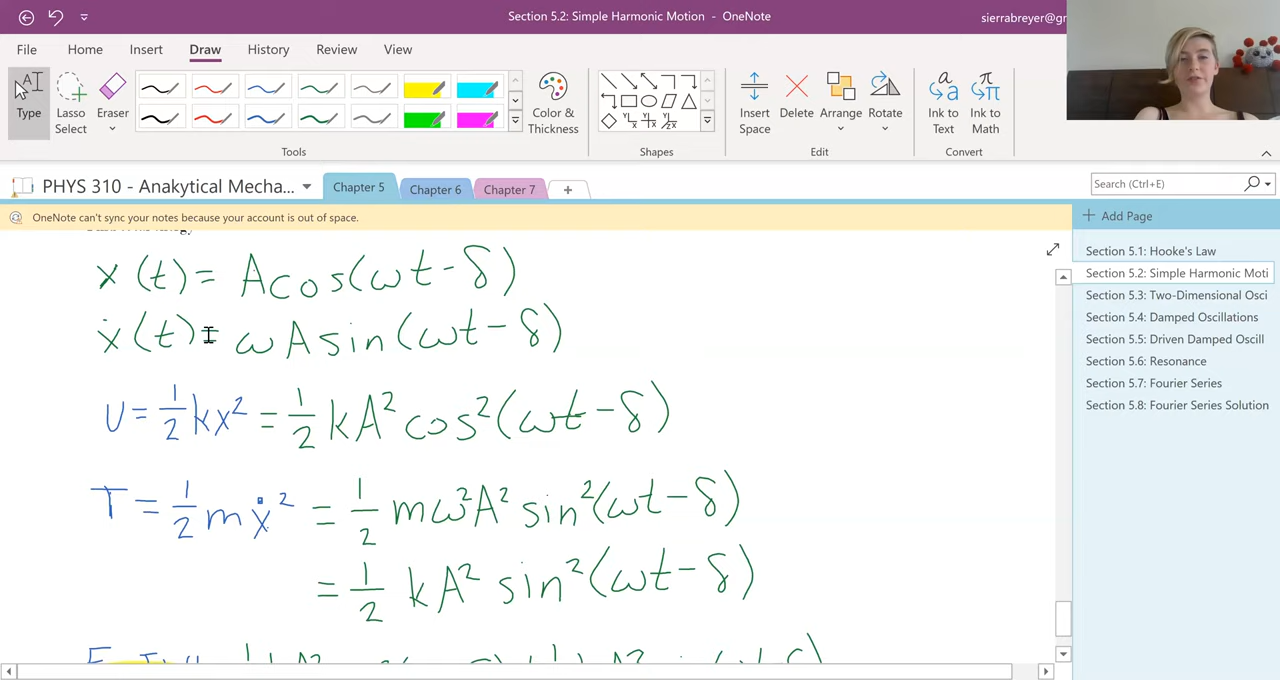 Section 5.2: Simple Harmonic Motion - OneNote
sierrabreyer@gr
File Home Insert Draw History Review View
Type
Lasso Select
Eraser
Color & Thickness
Insert Space
Delete
Arrange
Rotate
Ink to Text
Ink to Math
Tools
Shapes
Edit
Convert
PHYS 310 - Anakytical Mecha...
Chapter 5
Chapter 6
Chapter 7
Search (Ctrl+E)
OneNote can't sync your notes because your account is out of space.
Add Page
Section 5.1: Hooke's Law
Section 5.2: Simple Harmonic Moti
Section 5.3: Two-Dimensional Osci
Section 5.4: Damped Oscillations
Section 5.5: Driven Damped Oscill
Section 5.6: Resonance
Section 5.7: Fourier Series
Section 5.8: Fourier Series Solution
x(t) = Acos(ωt - δ)
ẋ(t) = ωAsin(ωt - δ)
U = 1/2 kx² = 1/2 kA² cos²(ωt - δ)
T = 1/2 mẋ² = 1/2 mω²A² sin²(ωt - δ)
= 1/2 kA² sin²(ωt - δ)